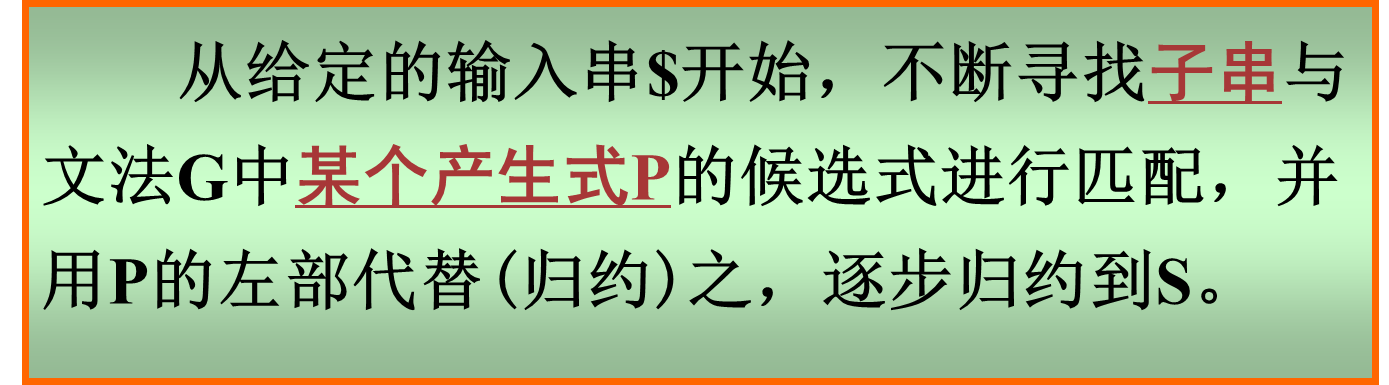 从给定的输入串$开始，不断寻找子串与
文法G中某个产生式P的候选式进行匹配，并
用P的左部代替(归约)之，逐步归约到S。